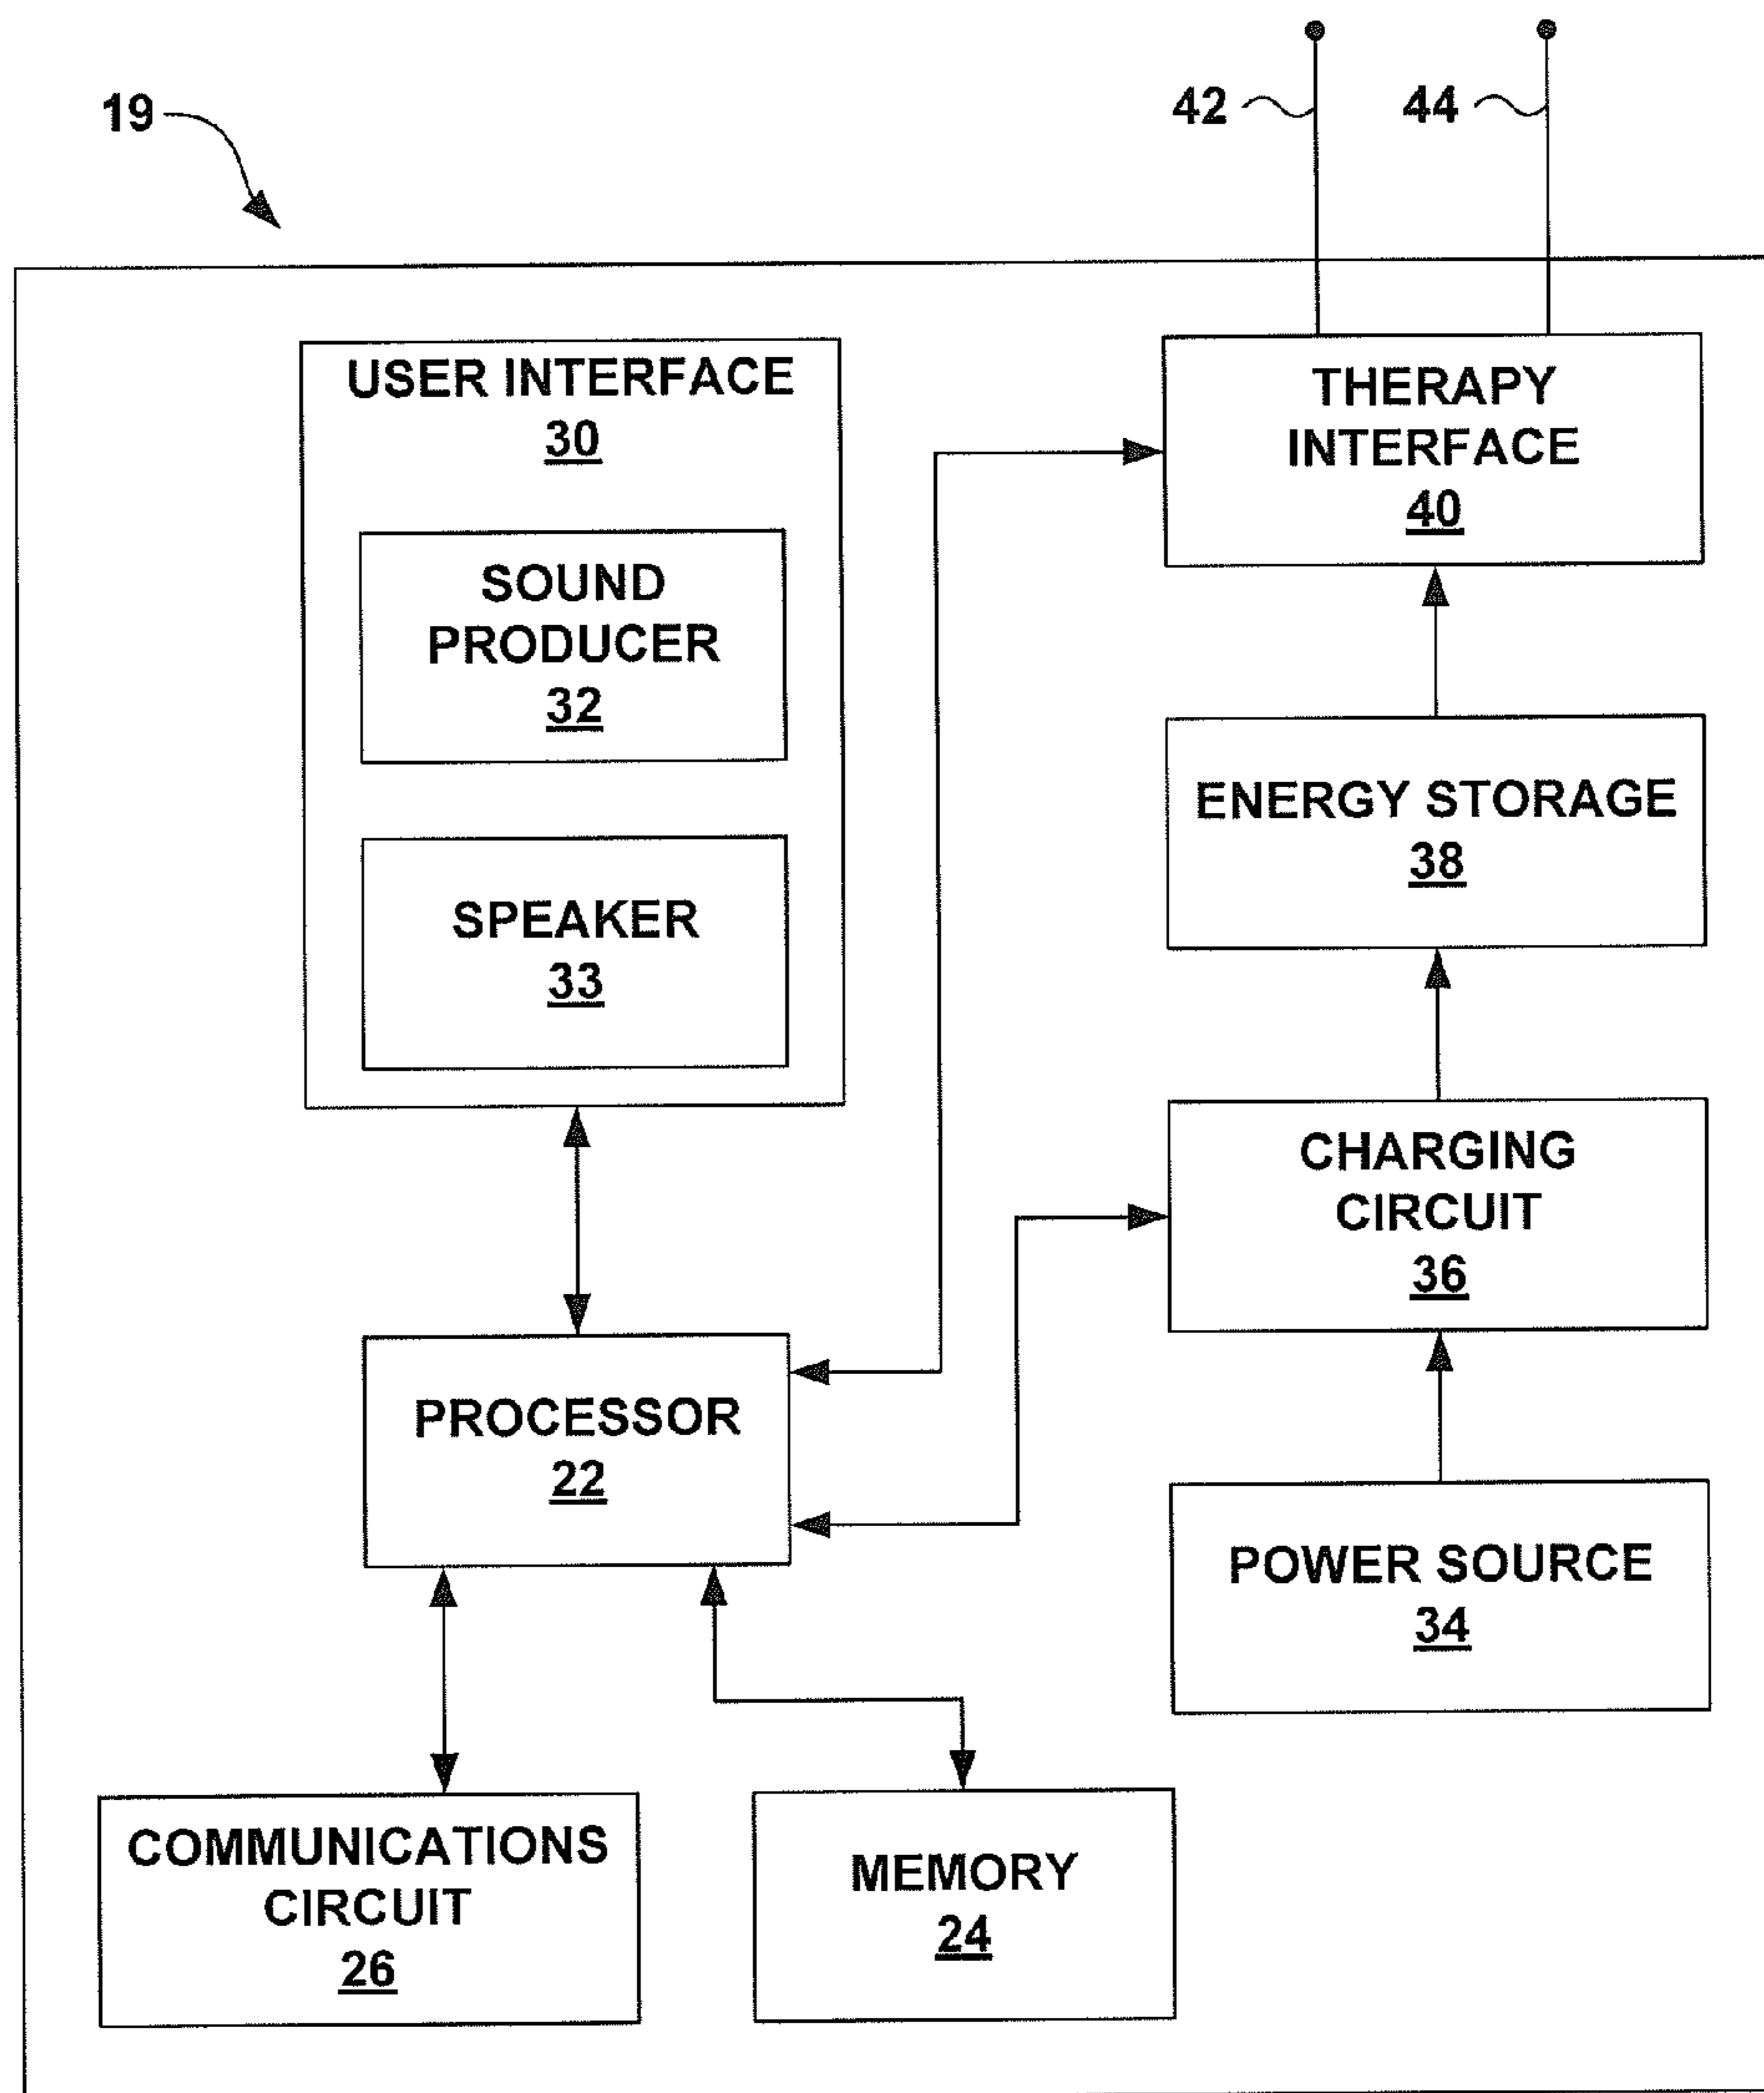 19
42
44
USER INTERFACE
30
SOUND
PRODUCER
32
SPEAKER
33
THERAPY
INTERFACE
40
ENERGY STORAGE
38
CHARGING
CIRCUIT
36
PROCESSOR
22
POWER SOURCE
34
COMMUNICATIONS
CIRCUIT
26
MEMORY
24